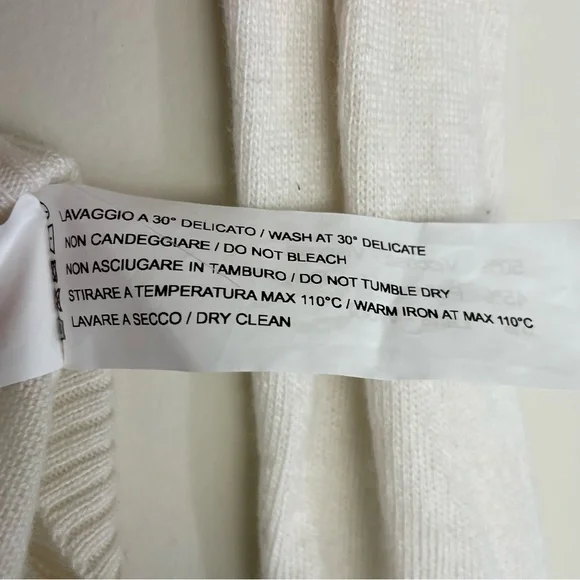 LAVAGGIO A 30° DELICATO / WASH AT 30° DELICATE
NON CANDEGGIARE / DO NOT BLEACH
NON ASCIUGARE IN TAMBURO / DO NOT TUMBLE DRY
STIRARE A TEMPERATURA MAX 110°C / WARM IRON AT MAX 110°C
LAVARE A SECCO / DRY CLEAN